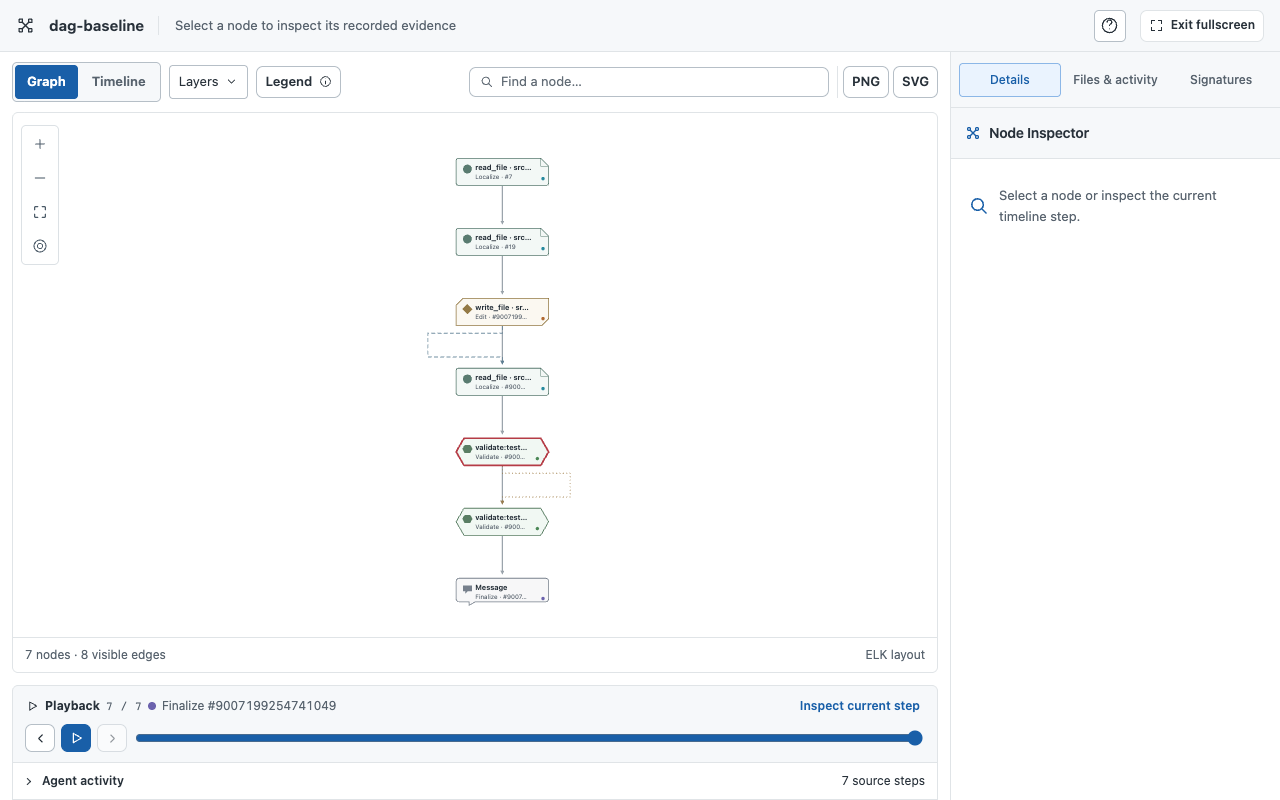 dag-baseline
Select a node to inspect its recorded evidence
Exit fullscreen
Graph
Timeline
Layers
Legend
Find a node...
PNG
SVG
Details
Files & activity
Signatures
Node Inspector
Select a node or inspect the current
timeline step.
read_file · src...
Localize · #7
read_file · src...
Localize · #19
write_file · sr...
Edit · #9007199...
read_file · src...
Localize · #900...
validate:test...
Validate · #900...
validate:test...
Validate · #900...
Message
Finalize · #9007...
7 nodes · 8 visible edges
ELK layout
Playback 7 / 7 Finalize #9007199254741049
Inspect current step
Agent activity
7 source steps